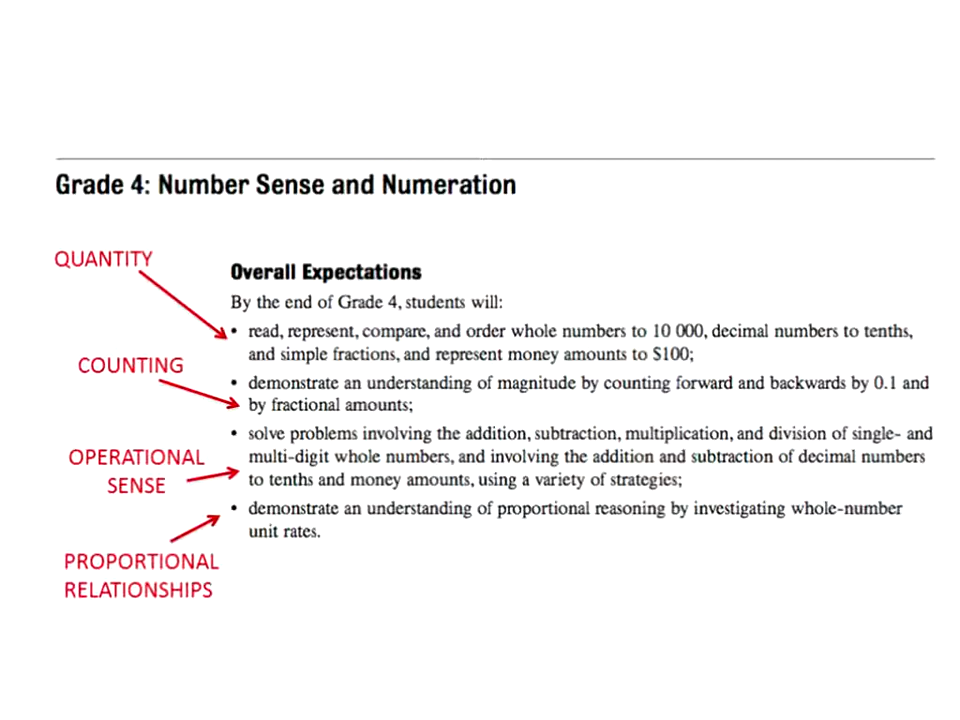 Grade 4: Number Sense and Numeration
QUANTITY
Overall Expectations
By the end of Grade 4, students will:
• read, represent, compare, and order whole numbers to 10 000, decimal numbers to tenths,
and simple fractions, and represent money amounts to $100;
COUNTING
• demonstrate an understanding of magnitude by counting forward and backwards by 0.1 and
by fractional amounts;
OPERATIONAL
SENSE
• solve problems involving the addition, subtraction, multiplication, and division of single- and
multi-digit whole numbers, and involving the addition and subtraction of decimal numbers
to tenths and money amounts, using a variety of strategies;
PROPORTIONAL
RELATIONSHIPS
• demonstrate an understanding of proportional reasoning by investigating whole-number
unit rates.